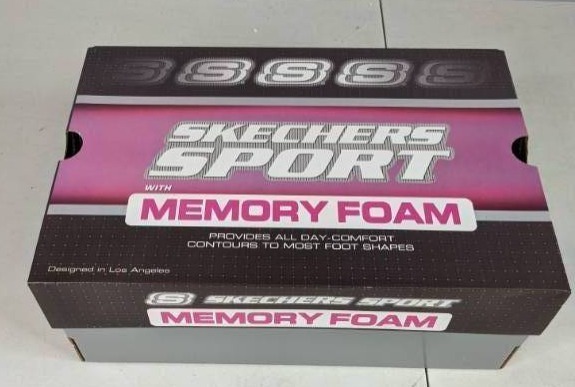 S S S S S
SKECHERS
SPORT
WITH
MEMORY FOAM
PROVIDES ALL DAY-COMFORT
CONTOURS TO MOST FOOT SHAPES
Designed in Los Angeles
S SKECHERS SPORT
MEMORY FOAM